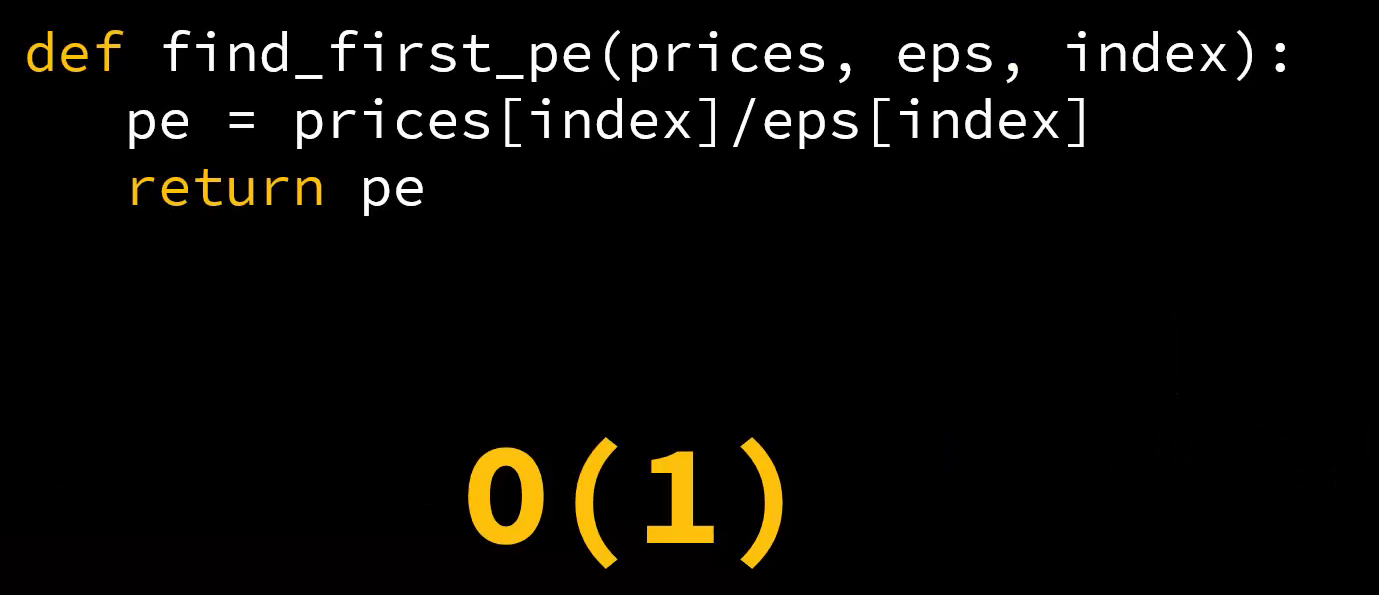 def find_first_pe(prices, eps, index):
   pe = prices[index]/eps[index]
   return pe
O(1)